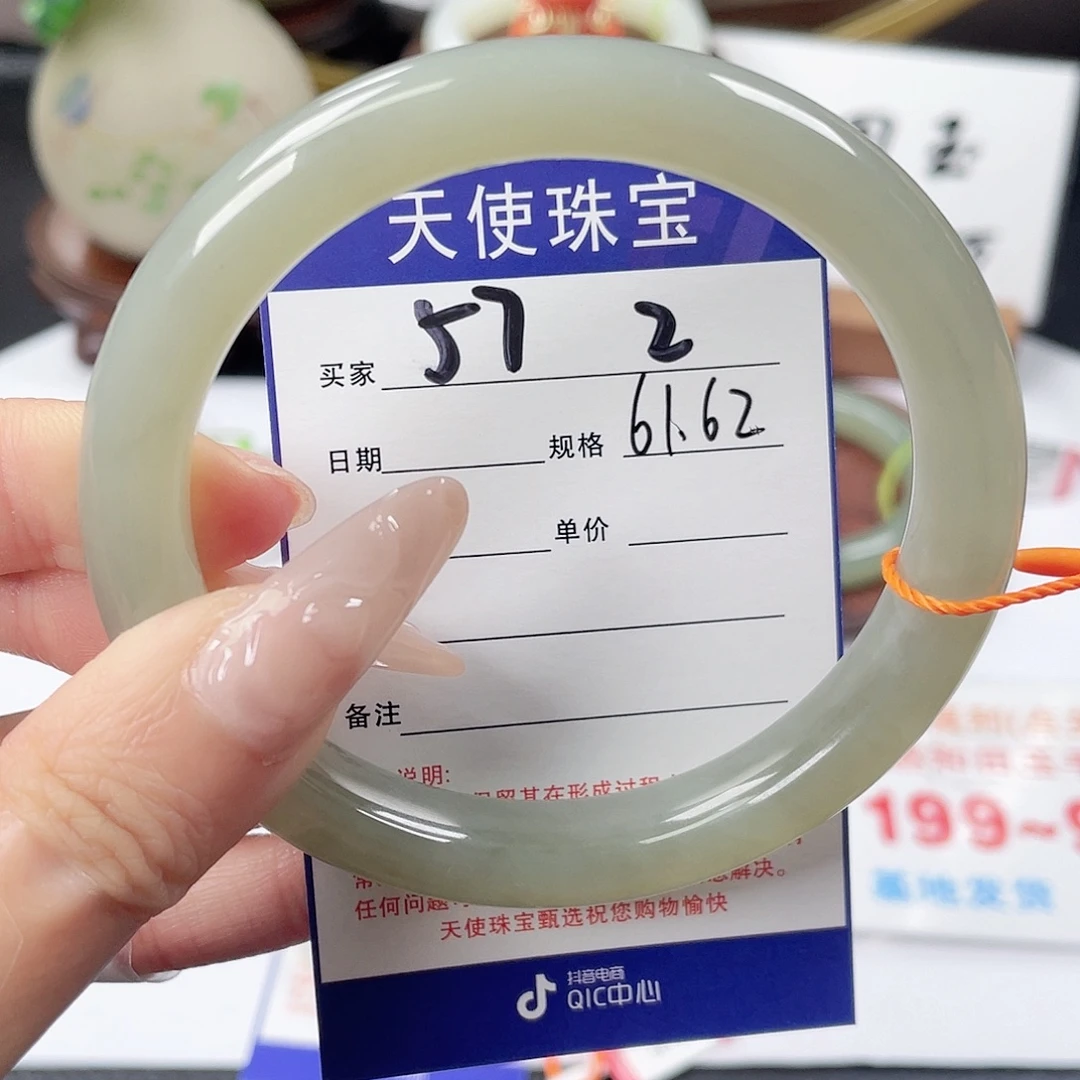 天使珠宝
买家 57 2
日期 规格 61.62
单价
备注
说明:
任何问题
天使珠宝甄选祝您购物愉快
抖音电商
QIC中心
玉
199~9
基地发货